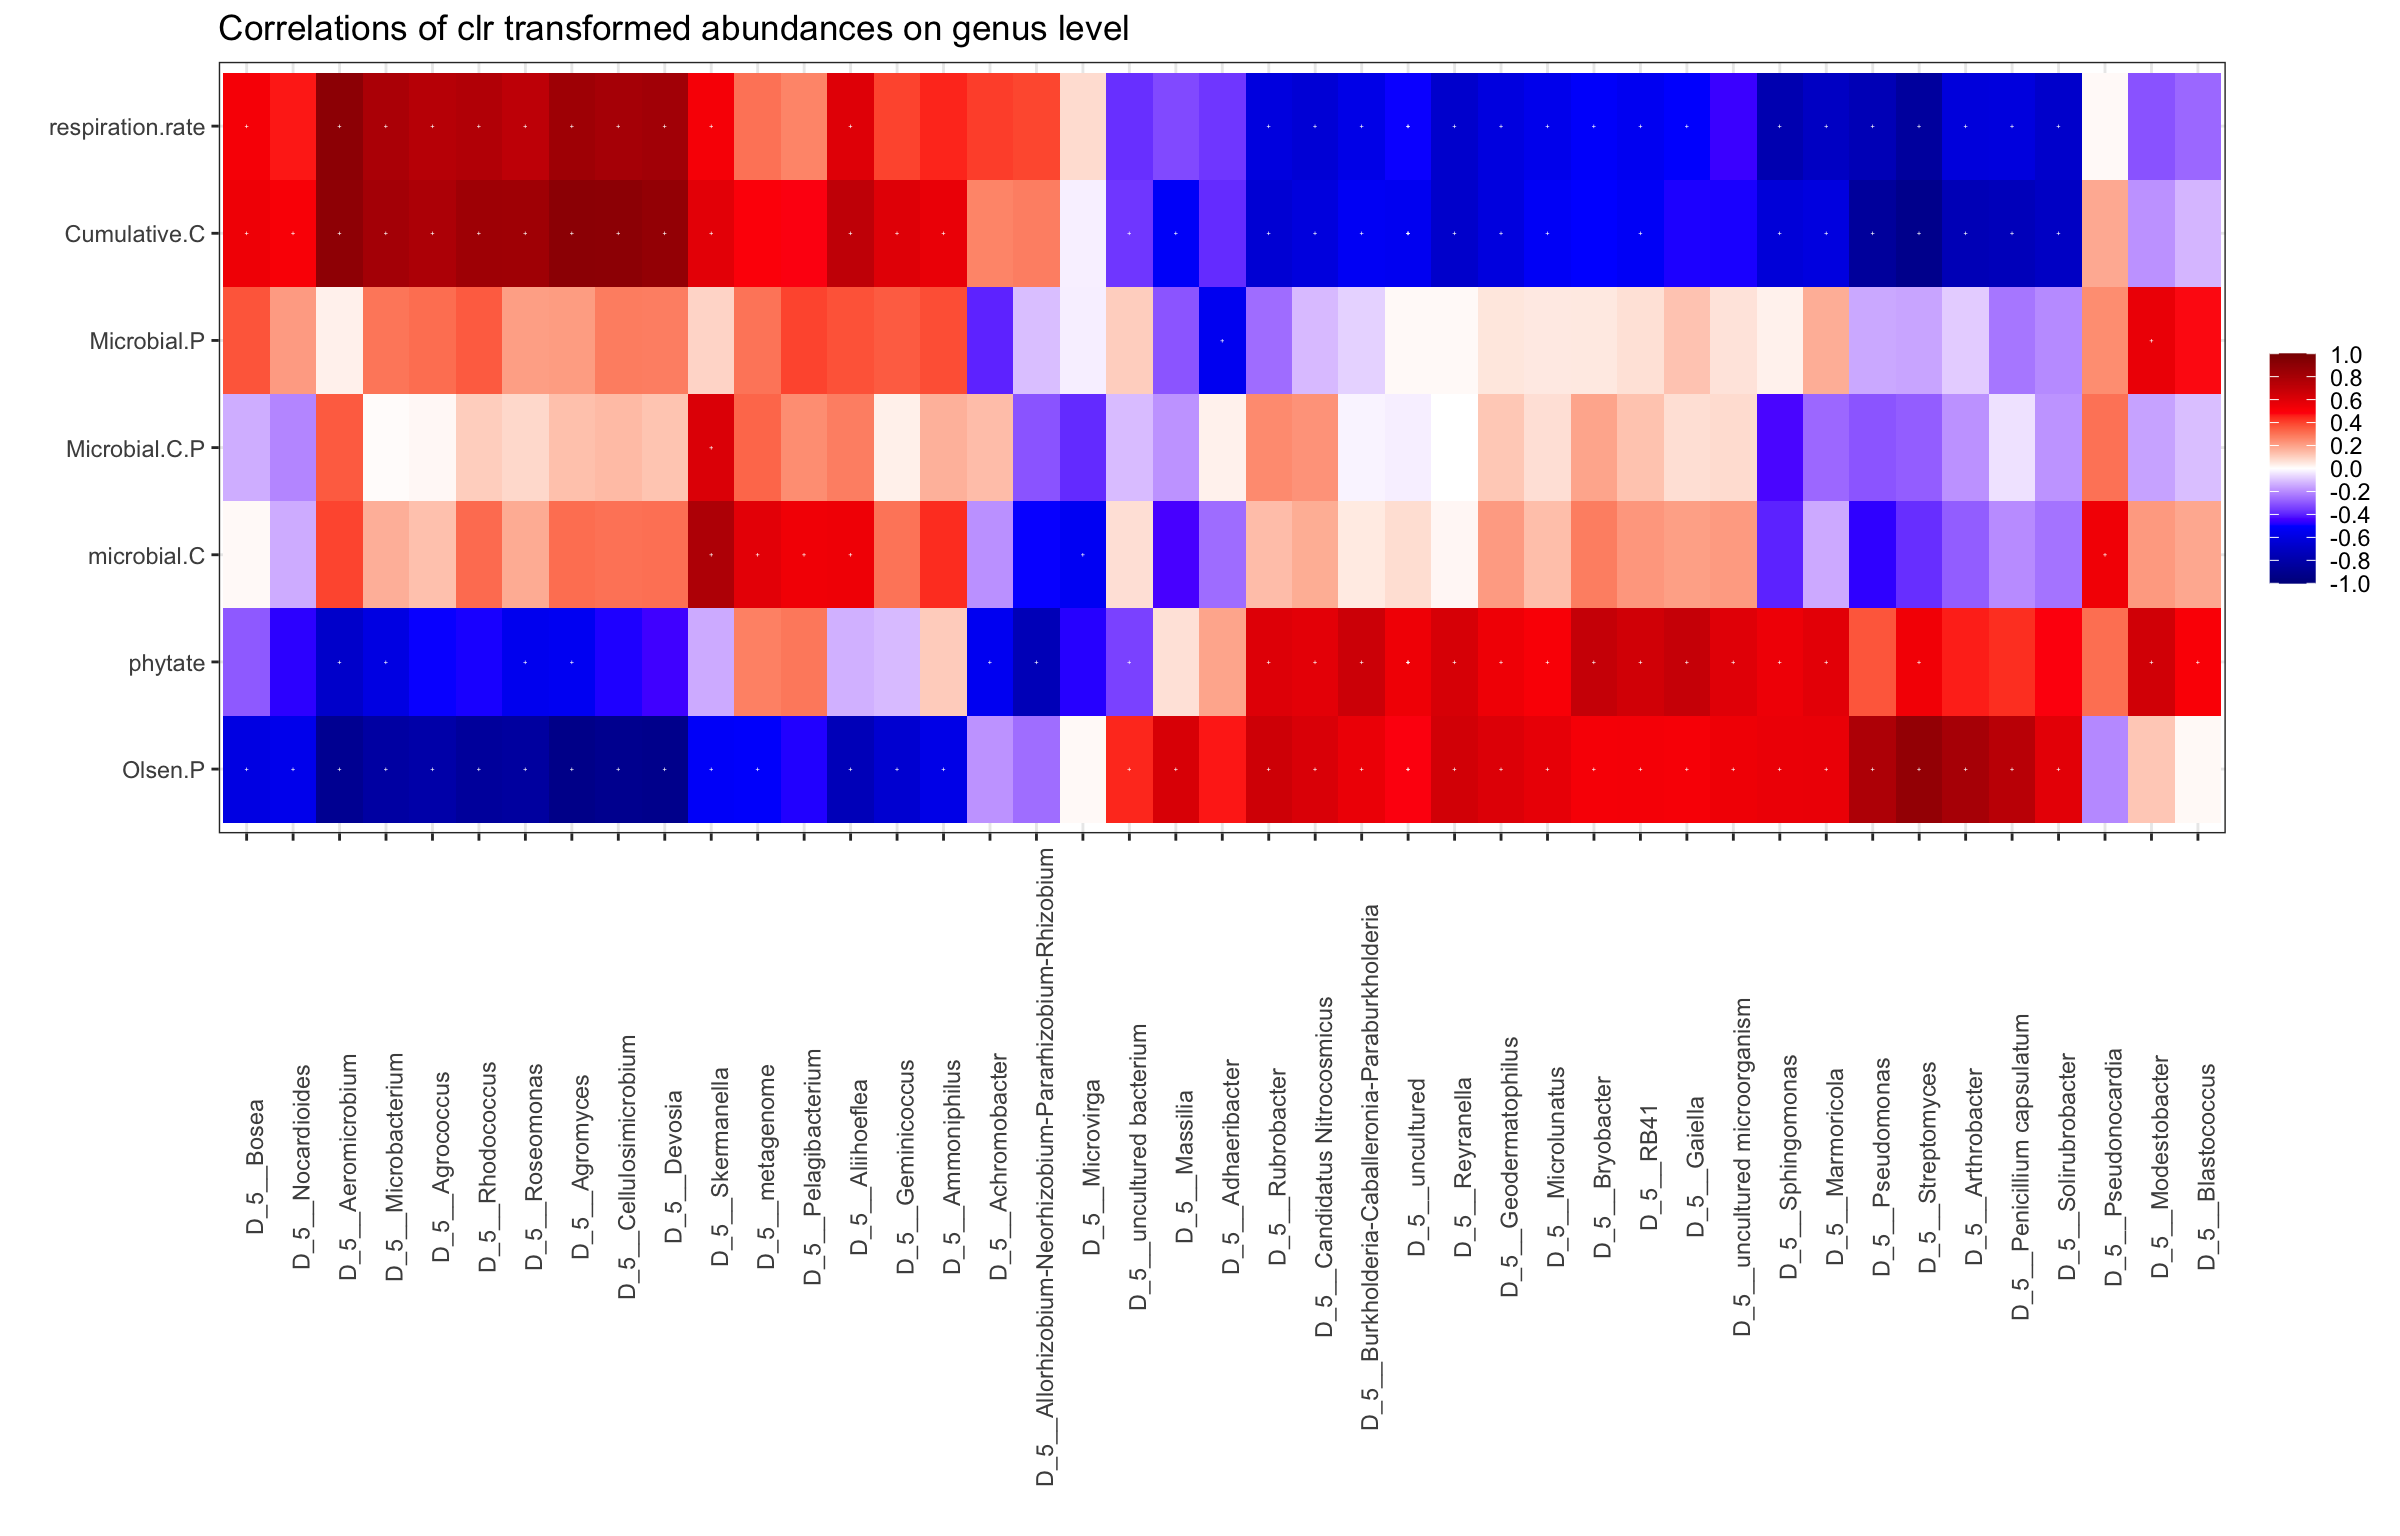 Correlations of clr transformed abundances on genus level
respiration.rate
Cumulative.C
Microbial.P
Microbial.C.P
microbial.C
phytate
Olsen.P
1.0
0.8
0.6
0.4
0.2
0.0
-0.2
-0.4
-0.6
-0.8
-1.0
D_5__Bosea
D_5__Nocardioides
D_5__Aeromicrobium
D_5__Microbacterium
D_5__Agrococcus
D_5__Rhodococcus
D_5__Roseomonas
D_5__Agromyces
D_5__Cellulosimicrobium
D_5__Devosia
D_5__Skermanella
D_5__metagenome
D_5__Pelagibacterium
D_5__Aliihoeflea
D_5__Geminicoccus
D_5__Ammoniphilus
D_5__Achromobacter
D_5__Allorhizobium-Neorhizobium-Pararhizobium-Rhizobium
D_5__Microvirga
D_5__uncultured bacterium
D_5__Massilia
D_5__Adhaeribacter
D_5__Rubrobacter
D_5__Candidatus Nitrocosmicus
D_5__Burkholderia-Caballeronia-Paraburkholderia
D_5__uncultured
D_5__Reyranella
D_5__Geodermatophilus
D_5__Microlunatus
D_5__Bryobacter
D_5__RB41
D_5__Gaiella
D_5__uncultured microorganism
D_5__Sphingomonas
D_5__Marmoricola
D_5__Pseudomonas
D_5__Streptomyces
D_5__Arthrobacter
D_5__Penicillium capsulatum
D_5__Solirubrobacter
D_5__Pseudonocardia
D_5__Modestobacter
D_5__Blastococcus